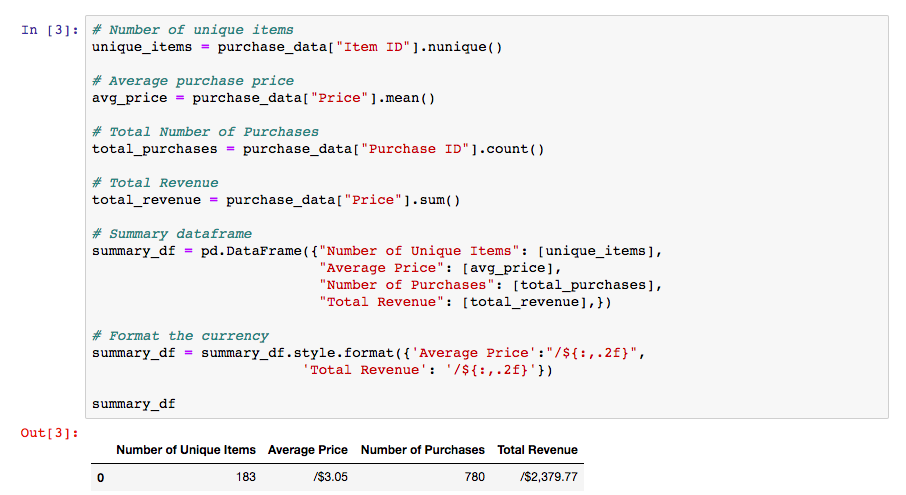 In [3]: # Number of unique items
unique_items = purchase_data["Item ID"].nunique()
# Average purchase price
avg_price = purchase_data["Price"].mean()
# Total Number of Purchases
total_purchases = purchase_data["Purchase ID"].count()
# Total Revenue
total_revenue = purchase_data["Price"].sum()
# Summary dataframe
summary_df = pd.DataFrame({"Number of Unique Items": [unique_items],
"Average Price": [avg_price],
"Number of Purchases": [total_purchases],
"Total Revenue": [total_revenue],})
# Format the currency
summary_df = summary_df.style.format({'Average Price':"/${:,.2f}",
'Total Revenue': '/${:,.2f}'})
summary_df
Out[3]:
Number of Unique Items Average Price Number of Purchases Total Revenue
0 183 /$3.05 780 /$2,379.77